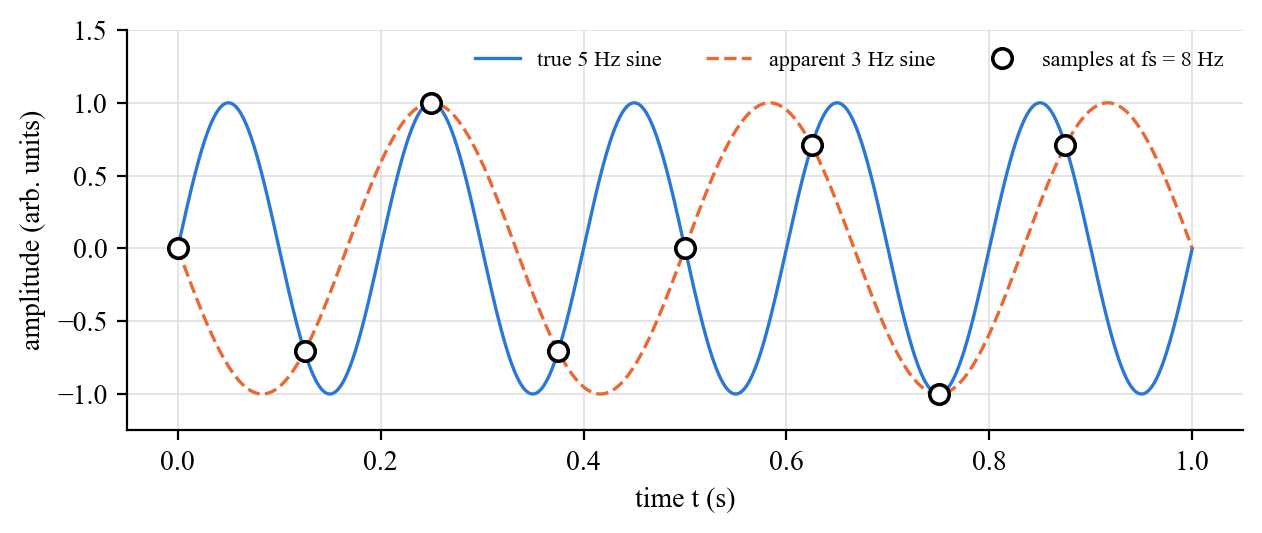 true 5 Hz sine apparent 3 Hz sine samples at fs = 8 Hz
amplitude (arb. units)
1.5
1.0
0.5
0.0
−0.5
−1.0
0.0 0.2 0.4 0.6 0.8 1.0
time t (s)